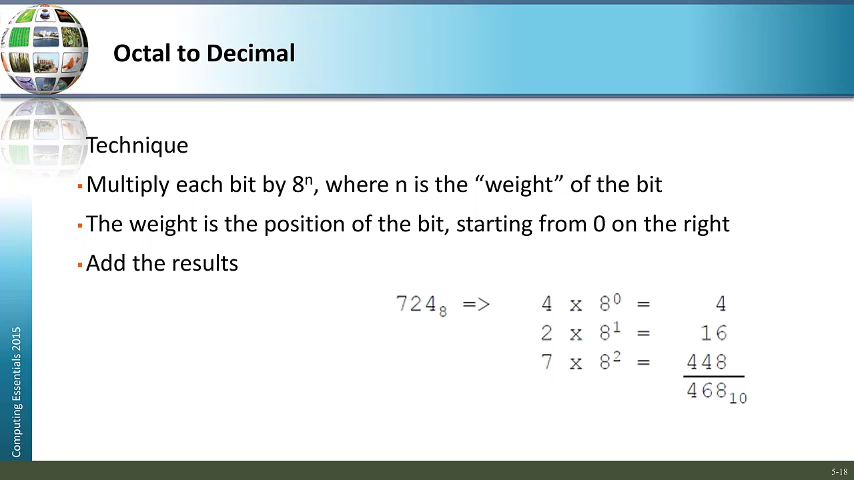 Octal to Decimal
Technique
▪Multiply each bit by 8ⁿ, where n is the “weight” of the bit
▪The weight is the position of the bit, starting from 0 on the right
▪Add the results
724₈ => 4 x 8⁰ = 4
2 x 8¹ = 16
7 x 8² = 448
468₁₀
Computing Essentials 2015
5-18